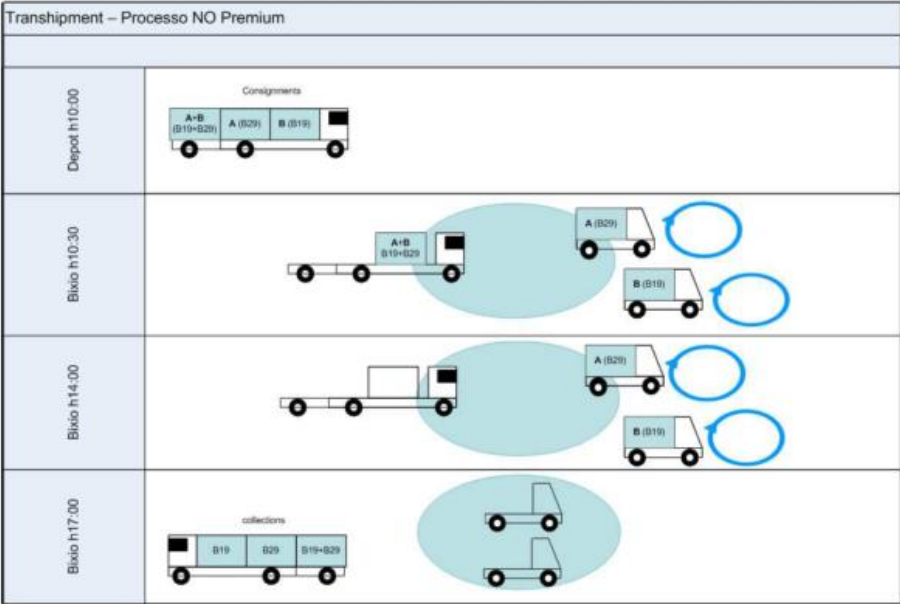 Transhipment – Processo NO Premium
Depot h10:00
Consignments
A+B
(B19+B29)
A (B29)
B (B19)
Bixio h10:30
A+B
B19+B29
A (B29)
B (B19)
Bixio h14:00
A (B29)
B (B19)
Bixio h17:00
collections
B19
B29
B19+B29